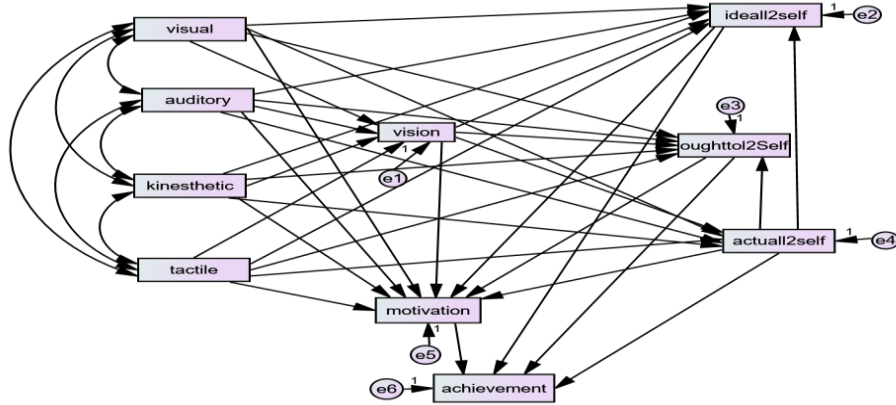 visual
ideall2self
1
e2
auditory
e3
1
vision
oughttol2Self
1
e1
kinesthetic
actuall2self
1
e4
tactile
motivation
1
e5
e6
1
achievement